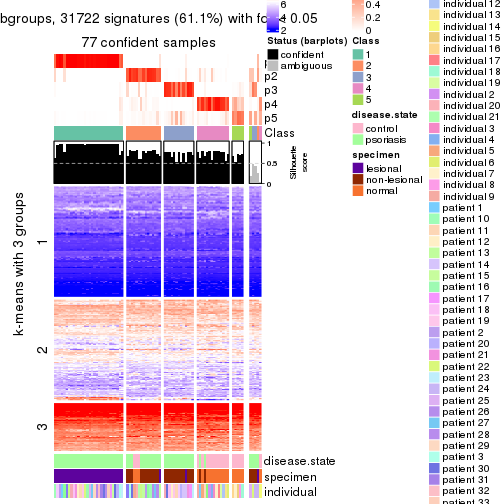 bgroups, 31722 signatures (61.1%) with fdr < 0.05
77 confident samples
p2
p3
p4
p5
Class
1
0.5
0
Silhouette
score
k-means with 3 groups
1
2
3
disease.state
specimen
individual
6
4
2
Status (barplots)
confident
ambiguous
0.4
0.2
0
Class
1
2
3
4
5
disease.state
control
psoriasis
specimen
lesional
non-lesional
normal
individual 12
individual 13
individual 14
individual 15
individual 16
individual 17
individual 18
individual 19
individual 2
individual 20
individual 21
individual 3
individual 4
individual 5
individual 6
individual 7
individual 8
individual 9
patient 1
patient 10
patient 11
patient 12
patient 13
patient 14
patient 15
patient 16
patient 17
patient 18
patient 19
patient 2
patient 20
patient 21
patient 22
patient 23
patient 24
patient 25
patient 26
patient 27
patient 28
patient 29
patient 3
patient 30
patient 31
patient 32
patient 33